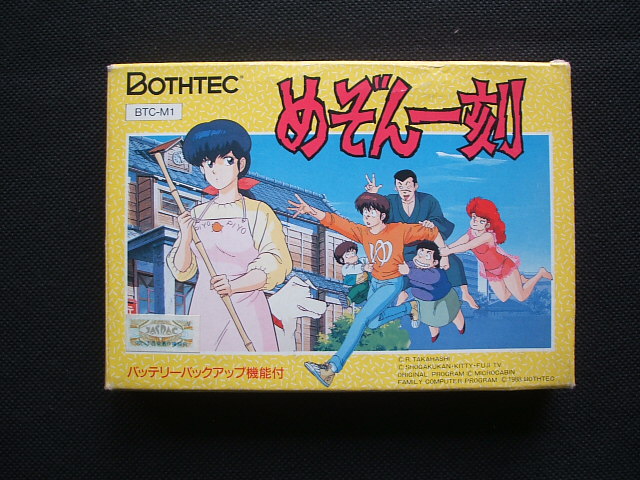 BOTHTEC
BTC-M1
めぞん一刻
PIYO PIYO
ゆ
JASRAC
バッテリーバックアップ機能付
C R. TAKAHASHI
C SHOGAKUKAN・KITTY・FUJI TV
ORIGINAL PROGRAM C MICROCABIN
FAMILY COMPUTER PROGRAM C 1988 BOTHTEC